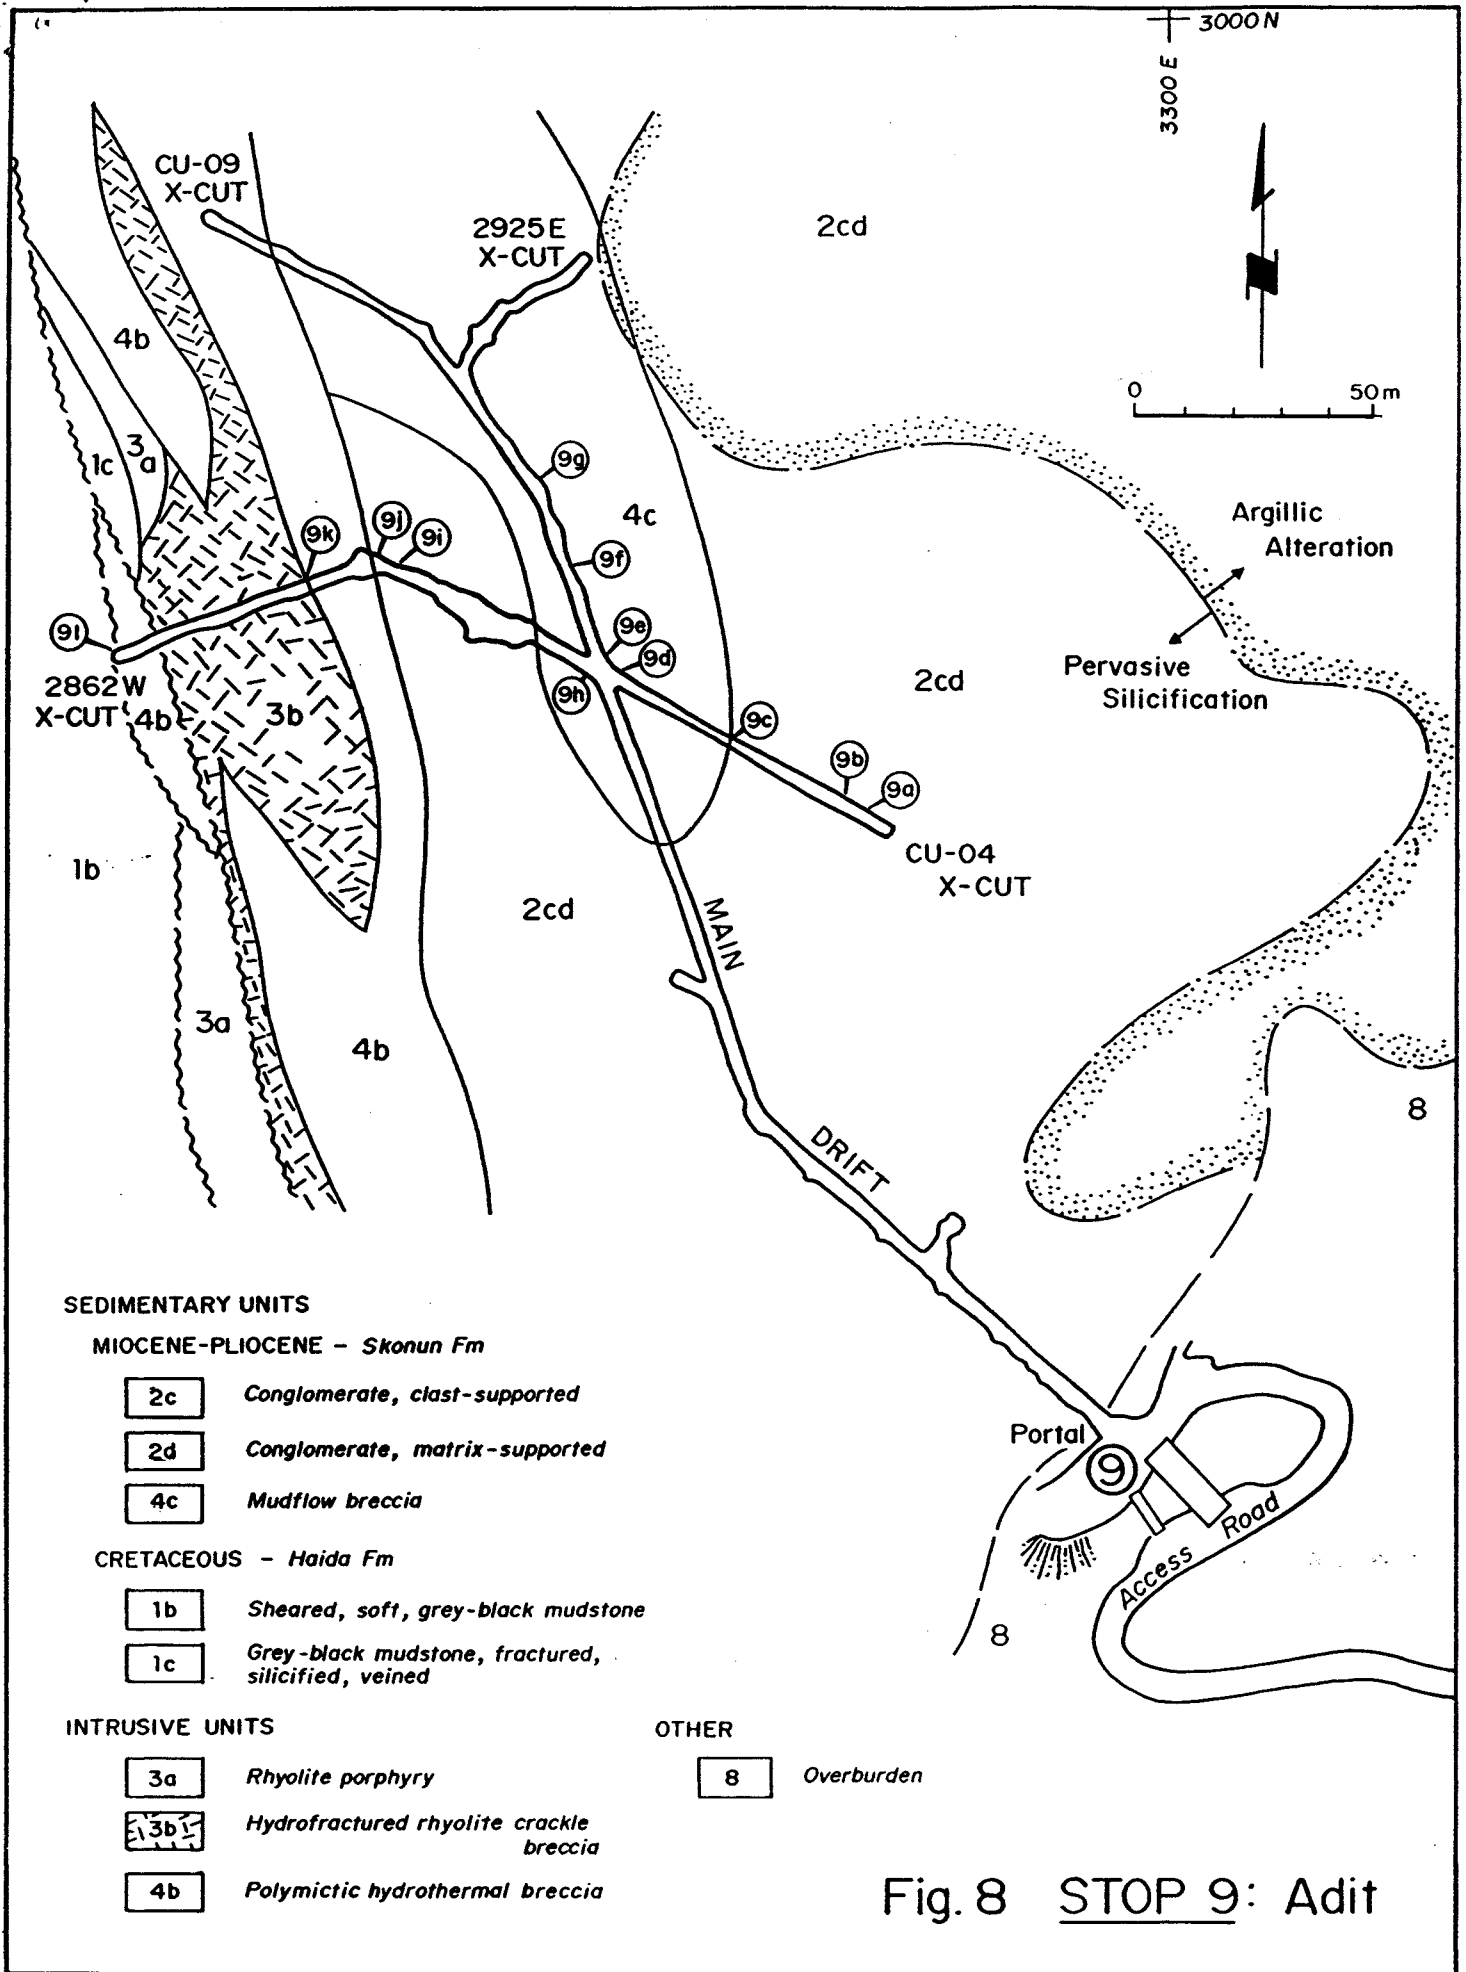 3000 N
3300 E
CU-09
X-CUT
2925 E
X-CUT
2cd
4b
0 50 m
3a
1c
9g
4c
9k
9j
9i
9f
Argillic
Alteration
9l
9e
9d
9h
Pervasive
Silicification
2cd
2862 W
X-CUT
4b
3b
9c
9b
9a
CU-04
X-CUT
1b
2cd
MAIN
3a
4b
8
DRIFT
Portal
9
Access Road
8
SEDIMENTARY UNITS
MIOCENE-PLIOCENE - Skonun Fm
2c Conglomerate, clast-supported
2d Conglomerate, matrix-supported
4c Mudflow breccia
CRETACEOUS - Haida Fm
1b Sheared, soft, grey-black mudstone
1c Grey-black mudstone, fractured,
silicified, veined
INTRUSIVE UNITS
3a Rhyolite porphyry
3b Hydrofractured rhyolite crackle
breccia
4b Polymictic hydrothermal breccia
OTHER
8 Overburden
Fig. 8 STOP 9: Adit